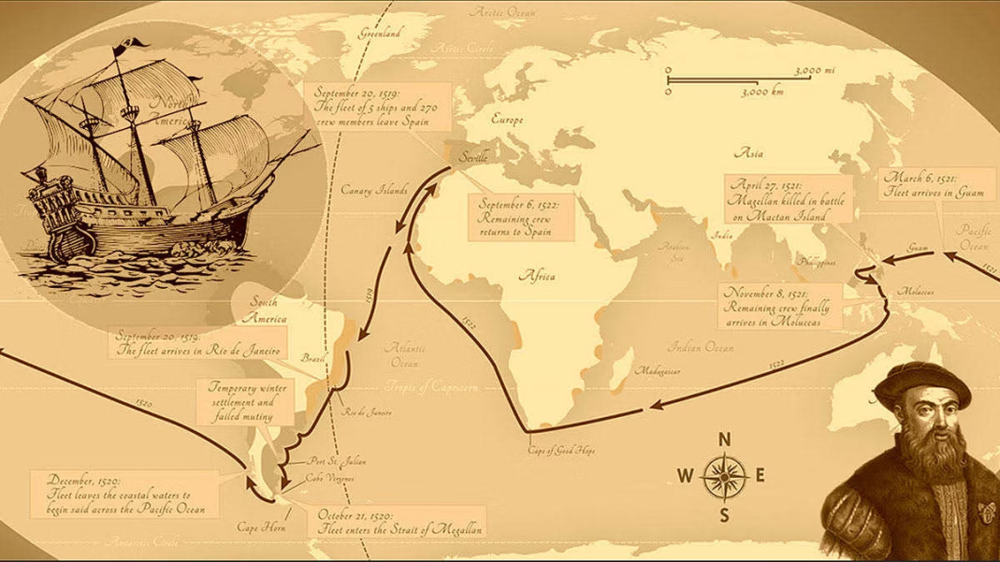 Arctic Ocean
Greenland
Arctic Circle
3,000 mi
3,000 km
North
America
September 20, 1519:
The fleet of 5 ships and 270
crew members leave Spain
Europe
Asia
Seville
Canary Islands
September 6, 1522:
Remaining crew
returns to Spain
April 27, 1521:
Magellan killed in battle
on Mactan Island
March 6, 1521:
Fleet arrives in Guam
Pacific
Ocean
India
Arabian
Sea
Guam
Philippines
1521
Africa
1519
1522
November 8, 1521:
Remaining crew finally
arrives in Moluccas
Moluccas
South
America
September 20, 1519:
The fleet arrives in Rio de Janeiro
Brazil
Atlantic
Ocean
Indian Ocean
1522
Madagascar
Temporary winter
settlement and
failed mutiny
Tropic of Capricorn
Rio de Janeiro
1520
Cape of Good Hope
Port St. Julian
Cabo Virgenes
N
W E
S
December, 1520:
Fleet leaves the coastal waters to
begin said across the Pacific Ocean
Cape Horn
October 21, 1520:
Fleet enters the Strait of Megallan
Antarctic Circle